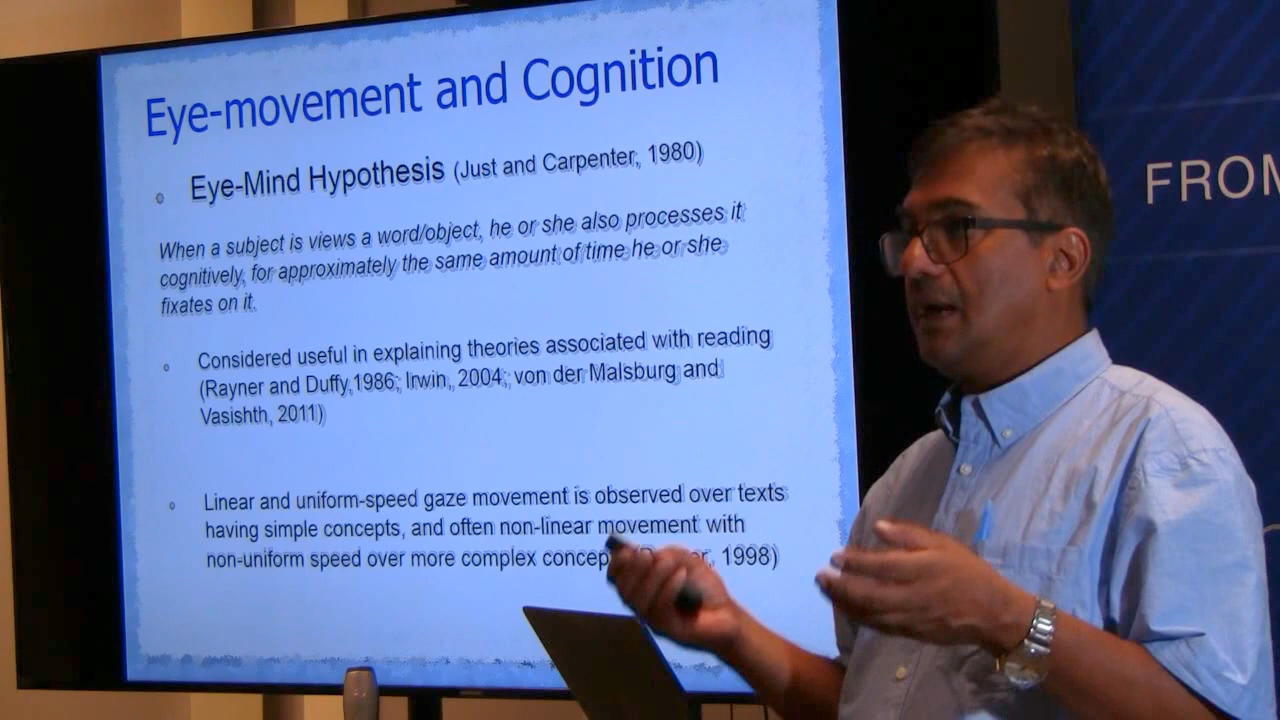 Eye-movement and Cognition
Eye-Mind Hypothesis (Just and Carpenter, 1980)
When a subject is views a word/object, he or she also processes it
cognitively, for approximately the same amount of time he or she
fixates on it.
Considered useful in explaining theories associated with reading
(Rayner and Duffy,1986; Irwin, 2004; von der Malsburg and
Vasishth, 2011)
Linear and uniform-speed gaze movement is observed over texts
having simple concepts, and often non-linear movement with
non-uniform speed over more complex 1998)
FROM